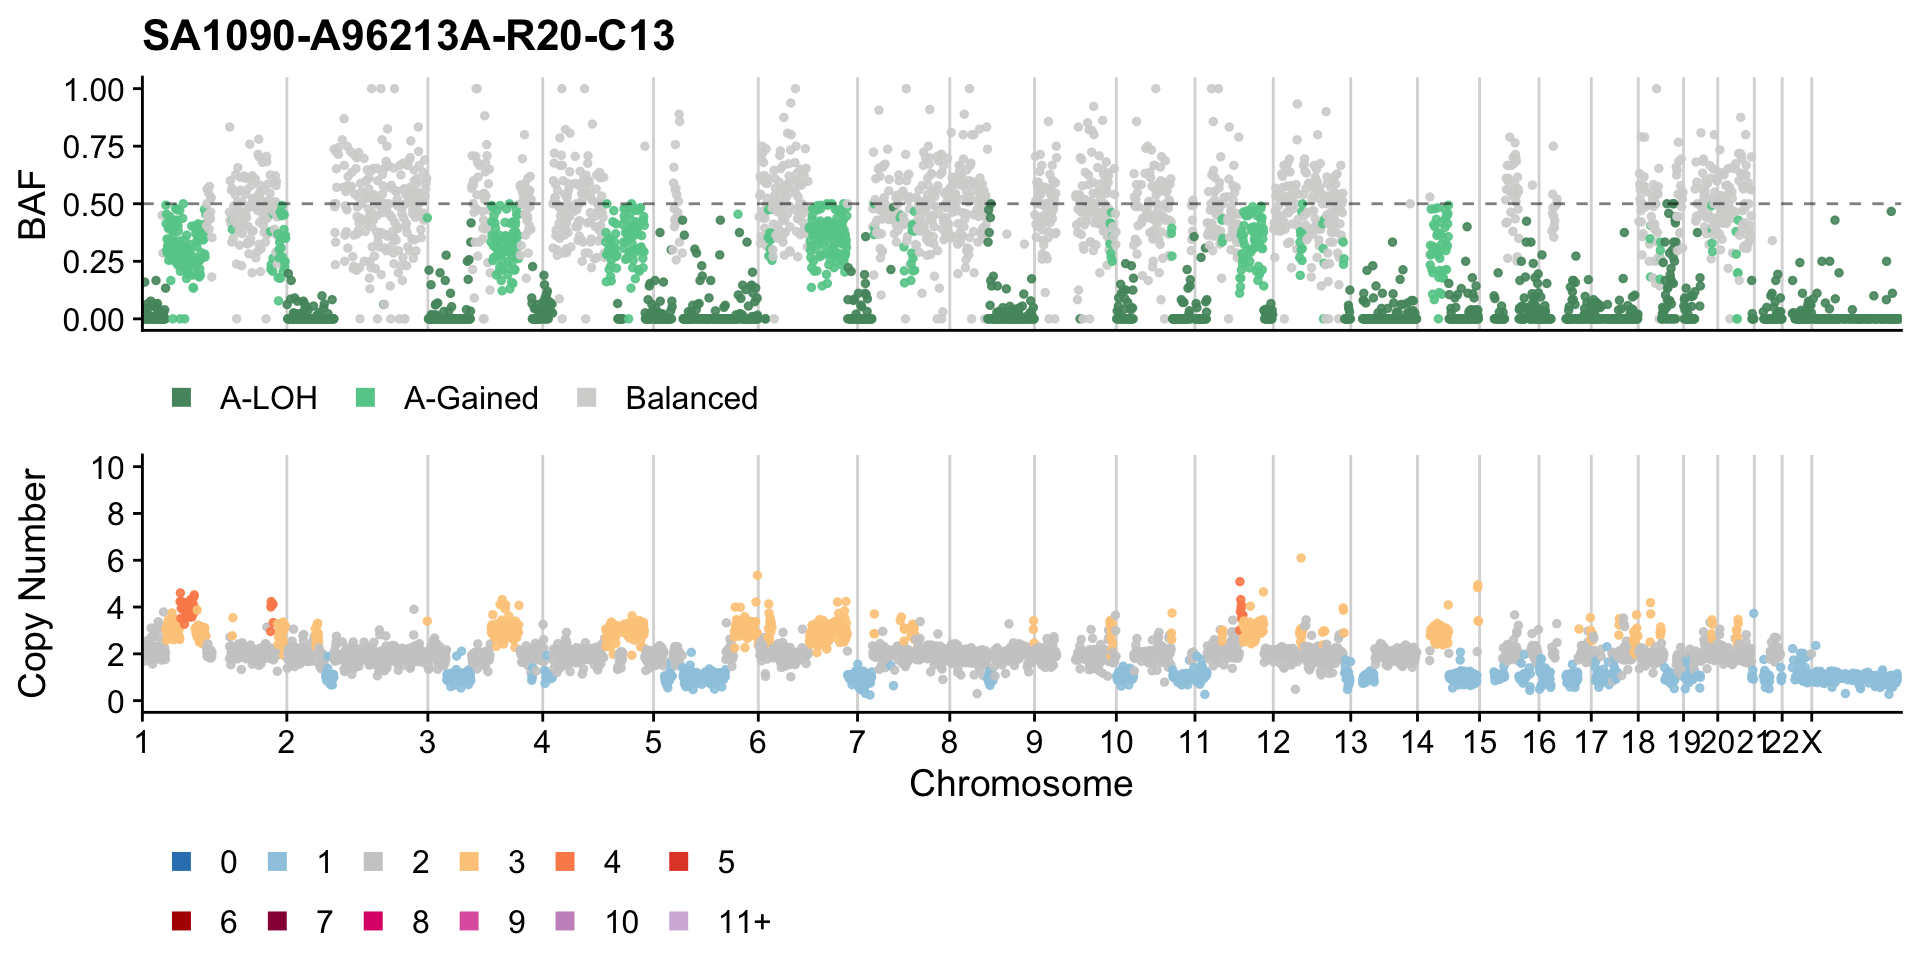 SA1090-A96213A-R20-C13
1.00
0.75
0.50
0.25
0.00
BAF
A-LOH A-Gained Balanced
10
8
6
4
2
0
Copy Number
1 2 3 4 5 6 7 8 9 10 11 12 13 14 15 16 17 18 19 20 21 22 X
Chromosome
0 1 2 3 4 5
6 7 8 9 10 11+